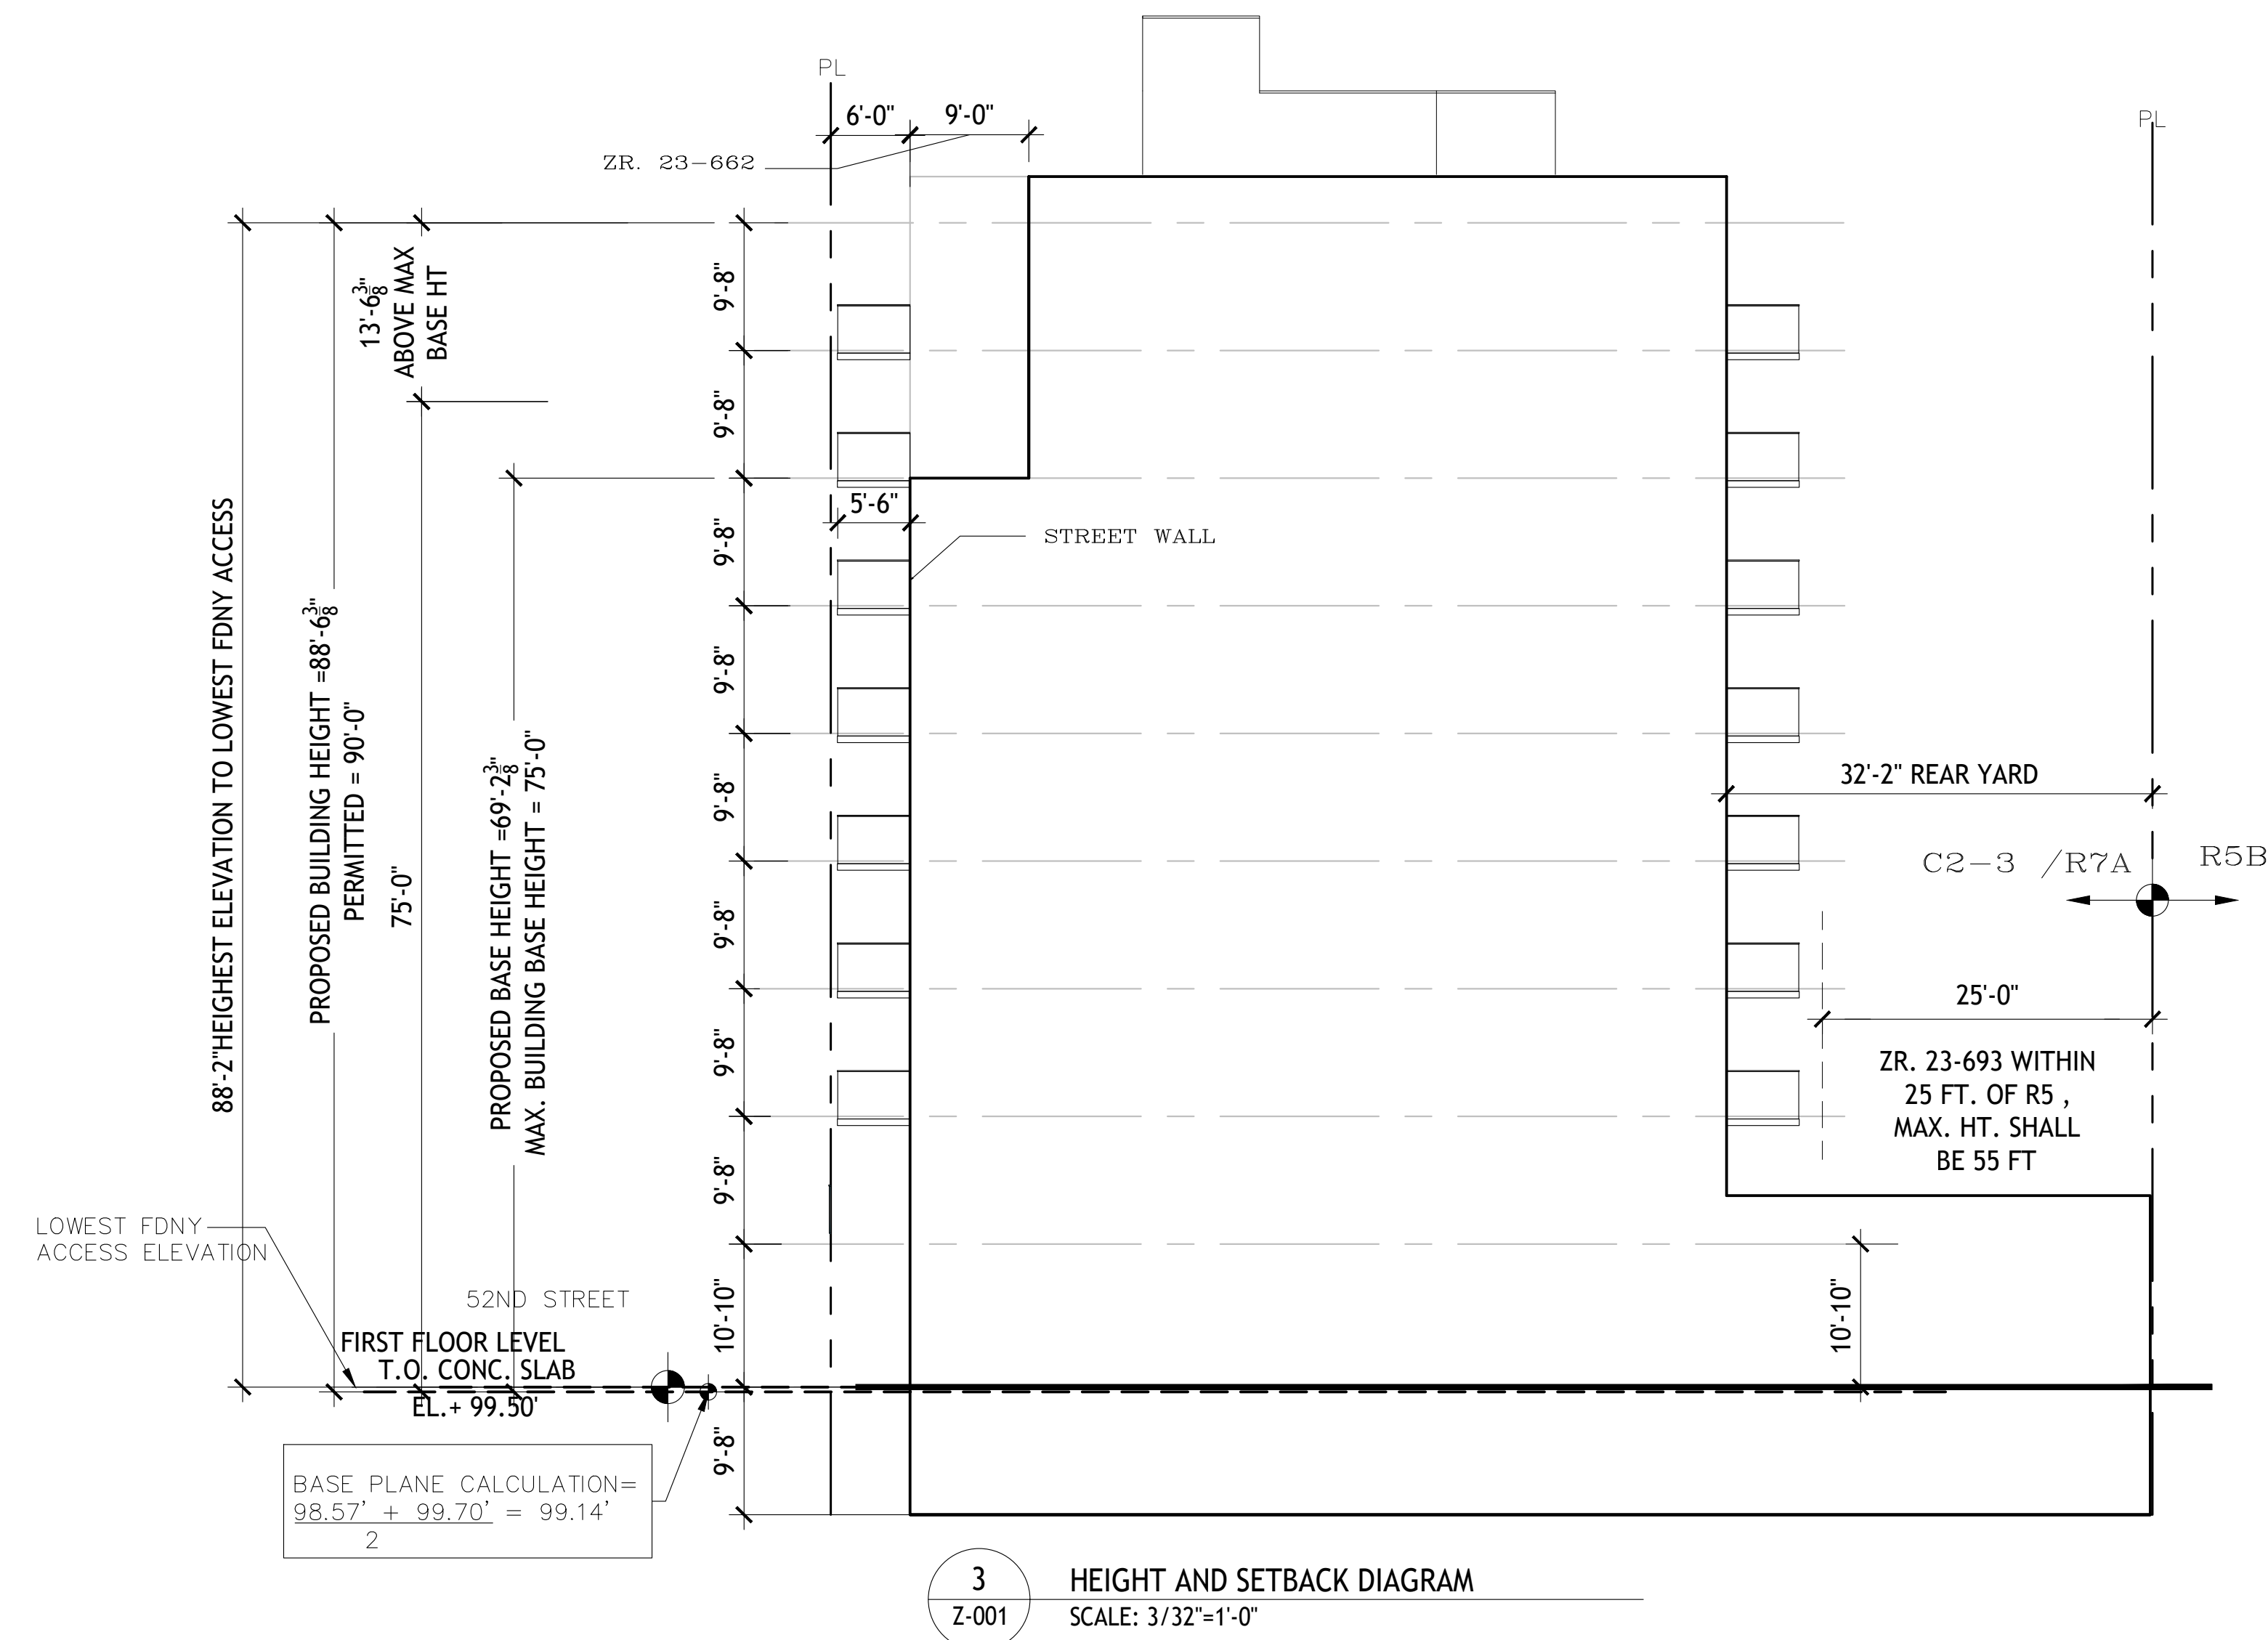 PL
6'-0"
9'-0"
PL
ZR. 23-662
13'-6 3/8"
ABOVE MAX
BASE HT
9'-8"
9'-8"
9'-8"
9'-8"
9'-8"
9'-8"
9'-8"
9'-8"
10'-10"
9'-8"
5'-6"
STREET WALL
88'-2"HEIGHEST ELEVATION TO LOWEST FDNY ACCESS
PROPOSED BUILDING HEIGHT =88'-6 3/8"
PERMITTED = 90'-0"
75'-0"
PROPOSED BASE HEIGHT =69'-2 3/8"
MAX. BUILDING BASE HEIGHT = 75'-0"
32'-2" REAR YARD
C2-3 /R7A
R5B
25'-0"
ZR. 23-693 WITHIN
25 FT. OF R5 ,
MAX. HT. SHALL
BE 55 FT
10'-10"
LOWEST FDNY
ACCESS ELEVATION
52ND STREET
FIRST FLOOR LEVEL
T.O. CONC. SLAB
EL.+ 99.50'
BASE PLANE CALCULATION=
98.57' + 99.70' = 99.14'
2
3
Z-001
HEIGHT AND SETBACK DIAGRAM
SCALE: 3/32"=1'-0"